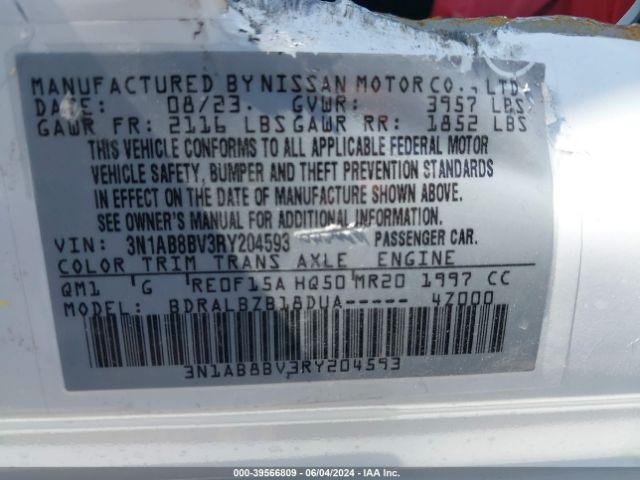 MANUFACTURED BY NISSAN MOTOR CO., LTD
DATE: 08/23. GVWR: 3957 LBS
GAWR FR: 2116 LBS GAWR RR: 1852 LBS
THIS VEHICLE CONFORMS TO ALL APPLICABLE FEDERAL MOTOR
VEHICLE SAFETY, BUMPER AND THEFT PREVENTION STANDARDS
IN EFFECT ON THE DATE OF MANUFACTURE SHOWN ABOVE.
SEE OWNER'S MANUAL FOR ADDITIONAL INFORMATION.
VIN: 3N1AB8BV3RY204593 PASSENGER CAR.
COLOR TRIM TRANS AXLE ENGINE
QM1 G RE0F15A HQ50 MR20 1997 CC
MODEL: BDRALBZB18DUA----- 4Z000
3N1AB8BV3RY204593
000-39566809 - 06/04/2024 - IAA Inc.